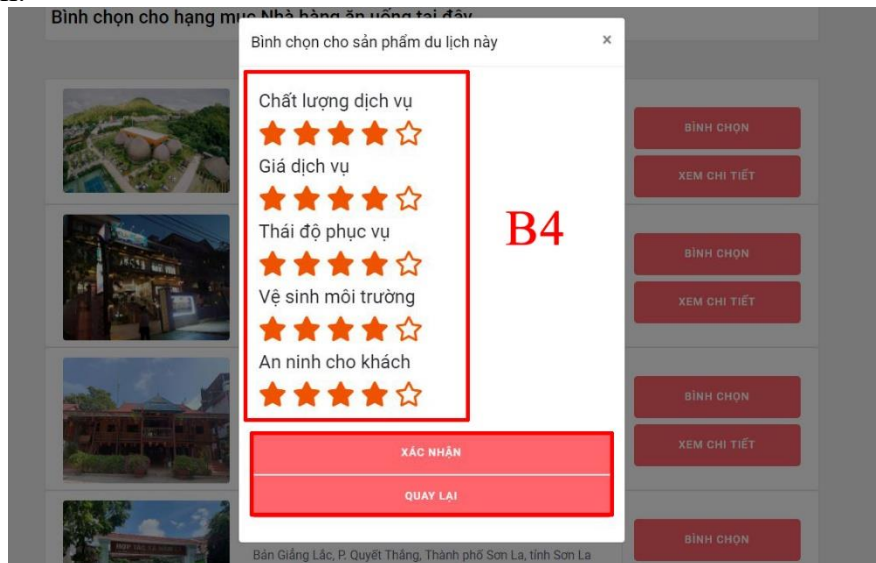 Bình chọn cho hạng mục Nhà hàng ăn uống tại đây
Bình chọn cho sản phẩm du lịch này ×
Chất lượng dịch vụ
Giá dịch vụ
Thái độ phục vụ
Vệ sinh môi trường
An ninh cho khách
B4
XÁC NHẬN
QUAY LẠI
BÌNH CHỌN
XEM CHI TIẾT
BÌNH CHỌN
XEM CHI TIẾT
BÌNH CHỌN
XEM CHI TIẾT
BÌNH CHỌN
Bản Giảng Lắc, P. Quyết Thắng, Thành phố Sơn La, tỉnh Sơn La